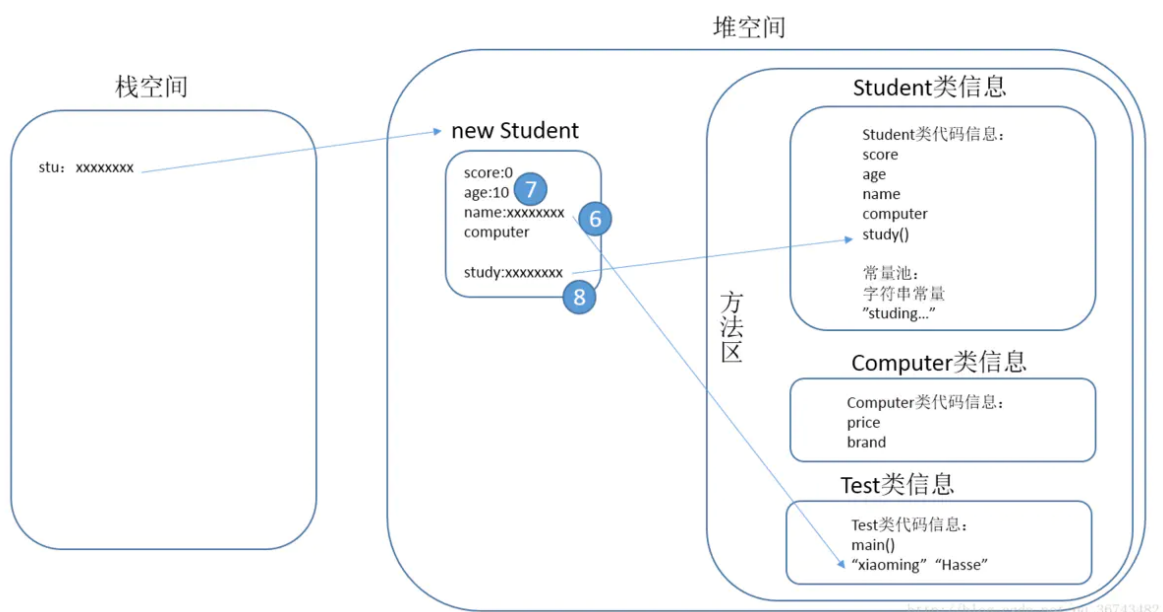 堆空间
栈空间
stu：xxxxxxxx
new Student
score:0
age:10
7
name:xxxxxxxx
6
computer
study:xxxxxxxx
8
方法区
Student类信息
Student类代码信息：
score
age
name
computer
study()
常量池：
字符串常量
”studing...”
Computer类信息
Computer类代码信息：
price
brand
Test类信息
Test类代码信息：
main()
“xiaoming” “Hasse”